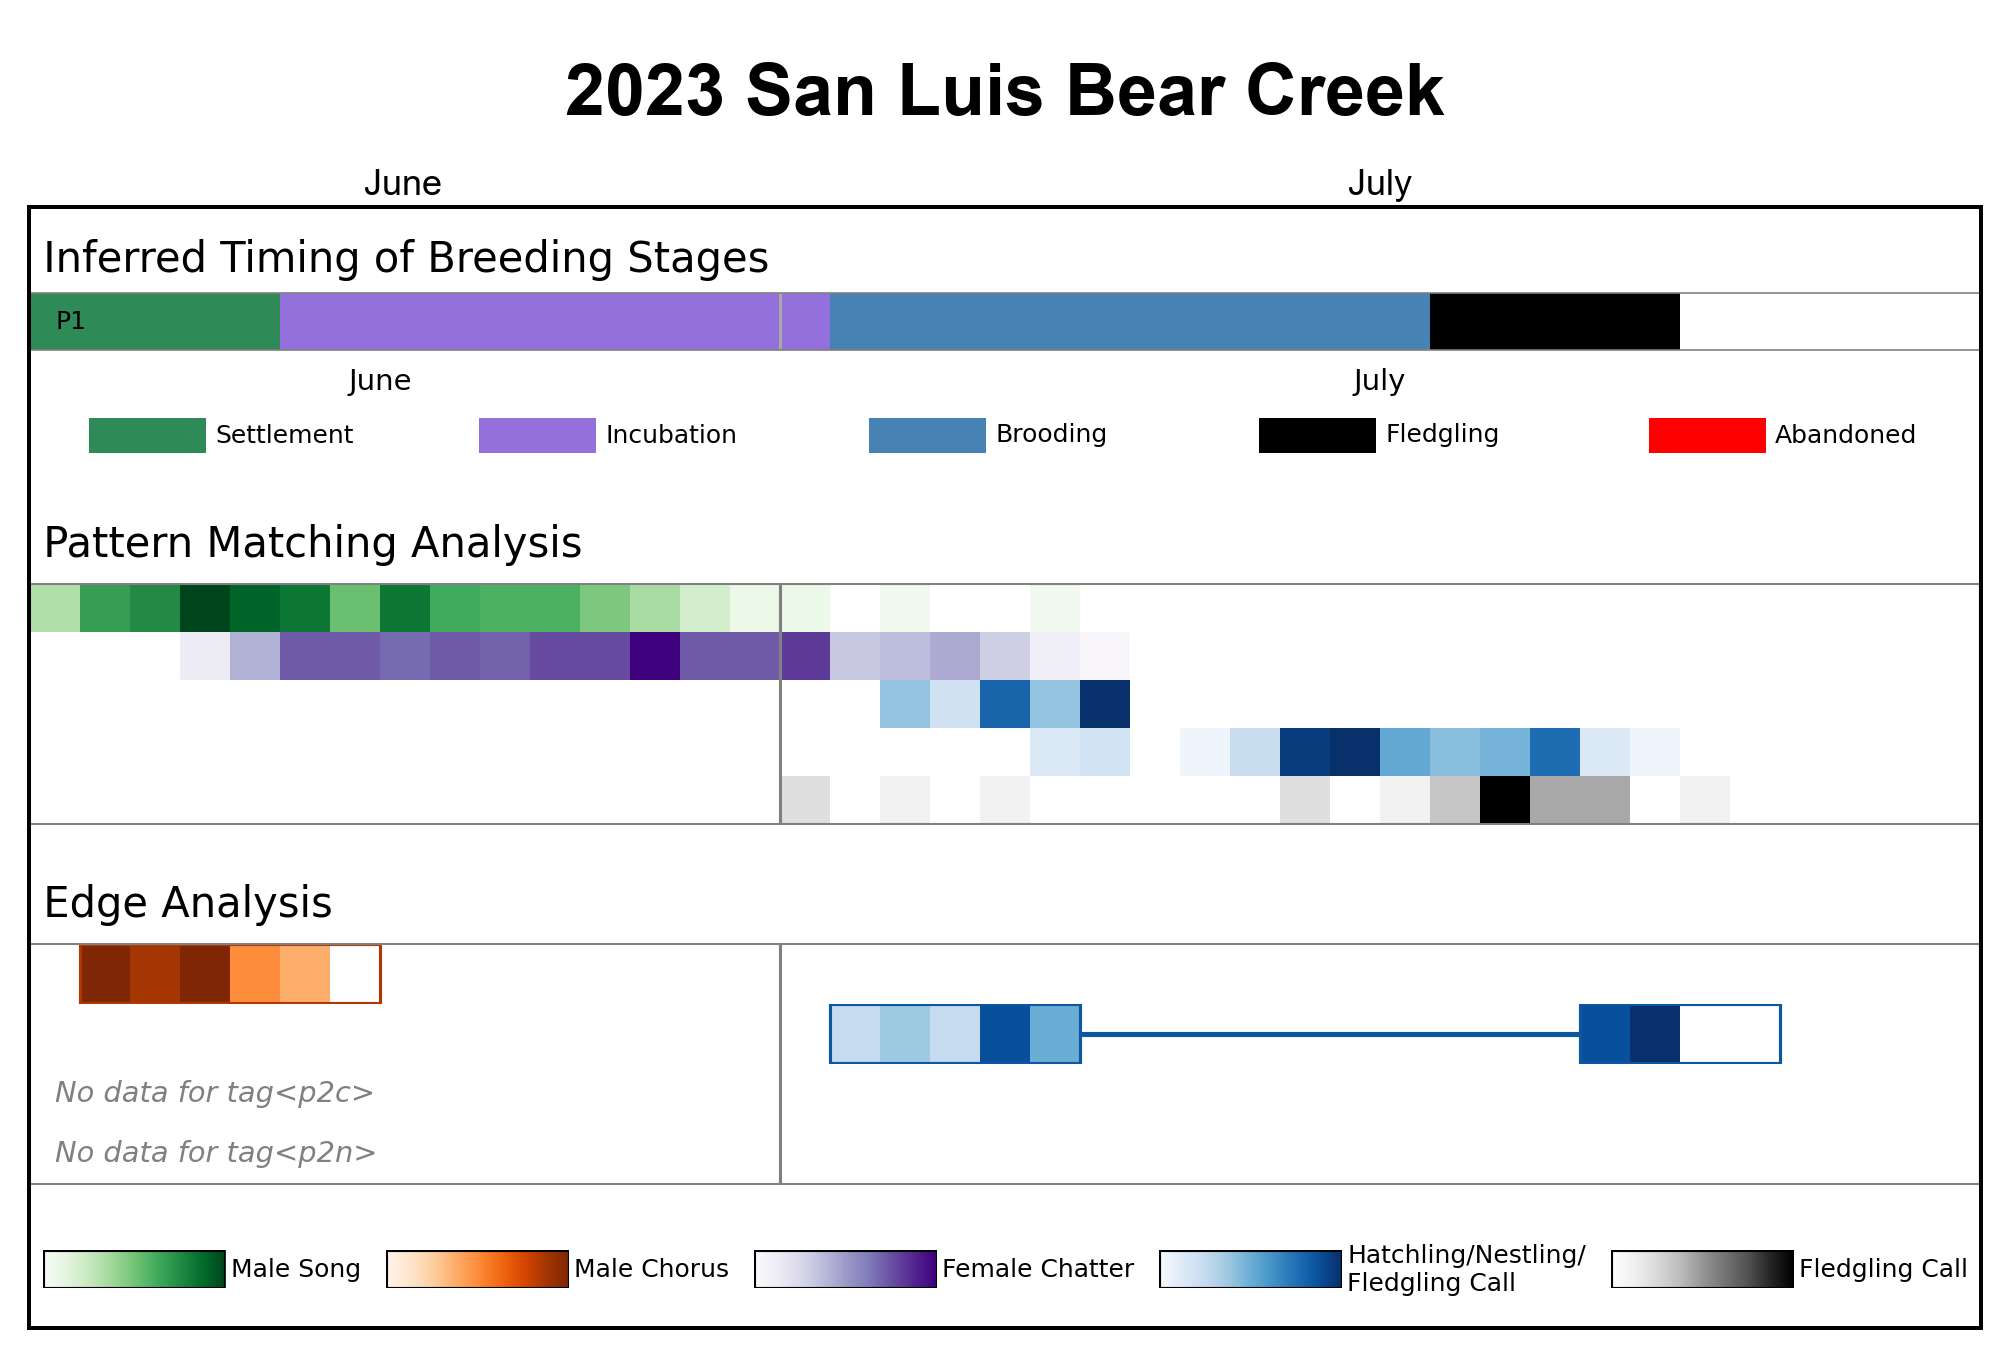 2023 San Luis Bear Creek
June July
Inferred Timing of Breeding Stages
P1
June July
Settlement Incubation Brooding Fledgling Abandoned
Pattern Matching Analysis
Edge Analysis
No data for tag<p2c>
No data for tag<p2n>
Male Song Male Chorus Female Chatter Hatchling/Nestling/
Fledgling Call Fledgling Call